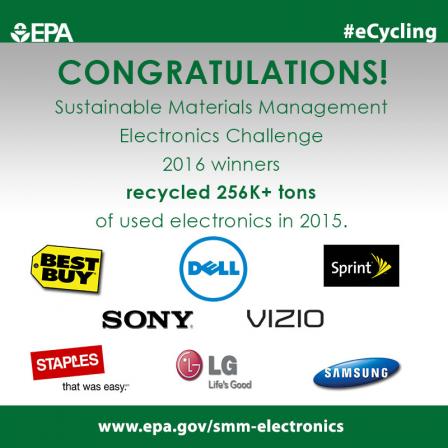 EPA
#eCycling
CONGRATULATIONS!
Sustainable Materials Management
Electronics Challenge
2016 winners
recycled 256K+ tons
of used electronics in 2015.
BEST BUY
DELL
Sprint
SONY
VIZIO
STAPLES
that was easy.
LG
Life's Good
SAMSUNG
www.epa.gov/smm-electronics